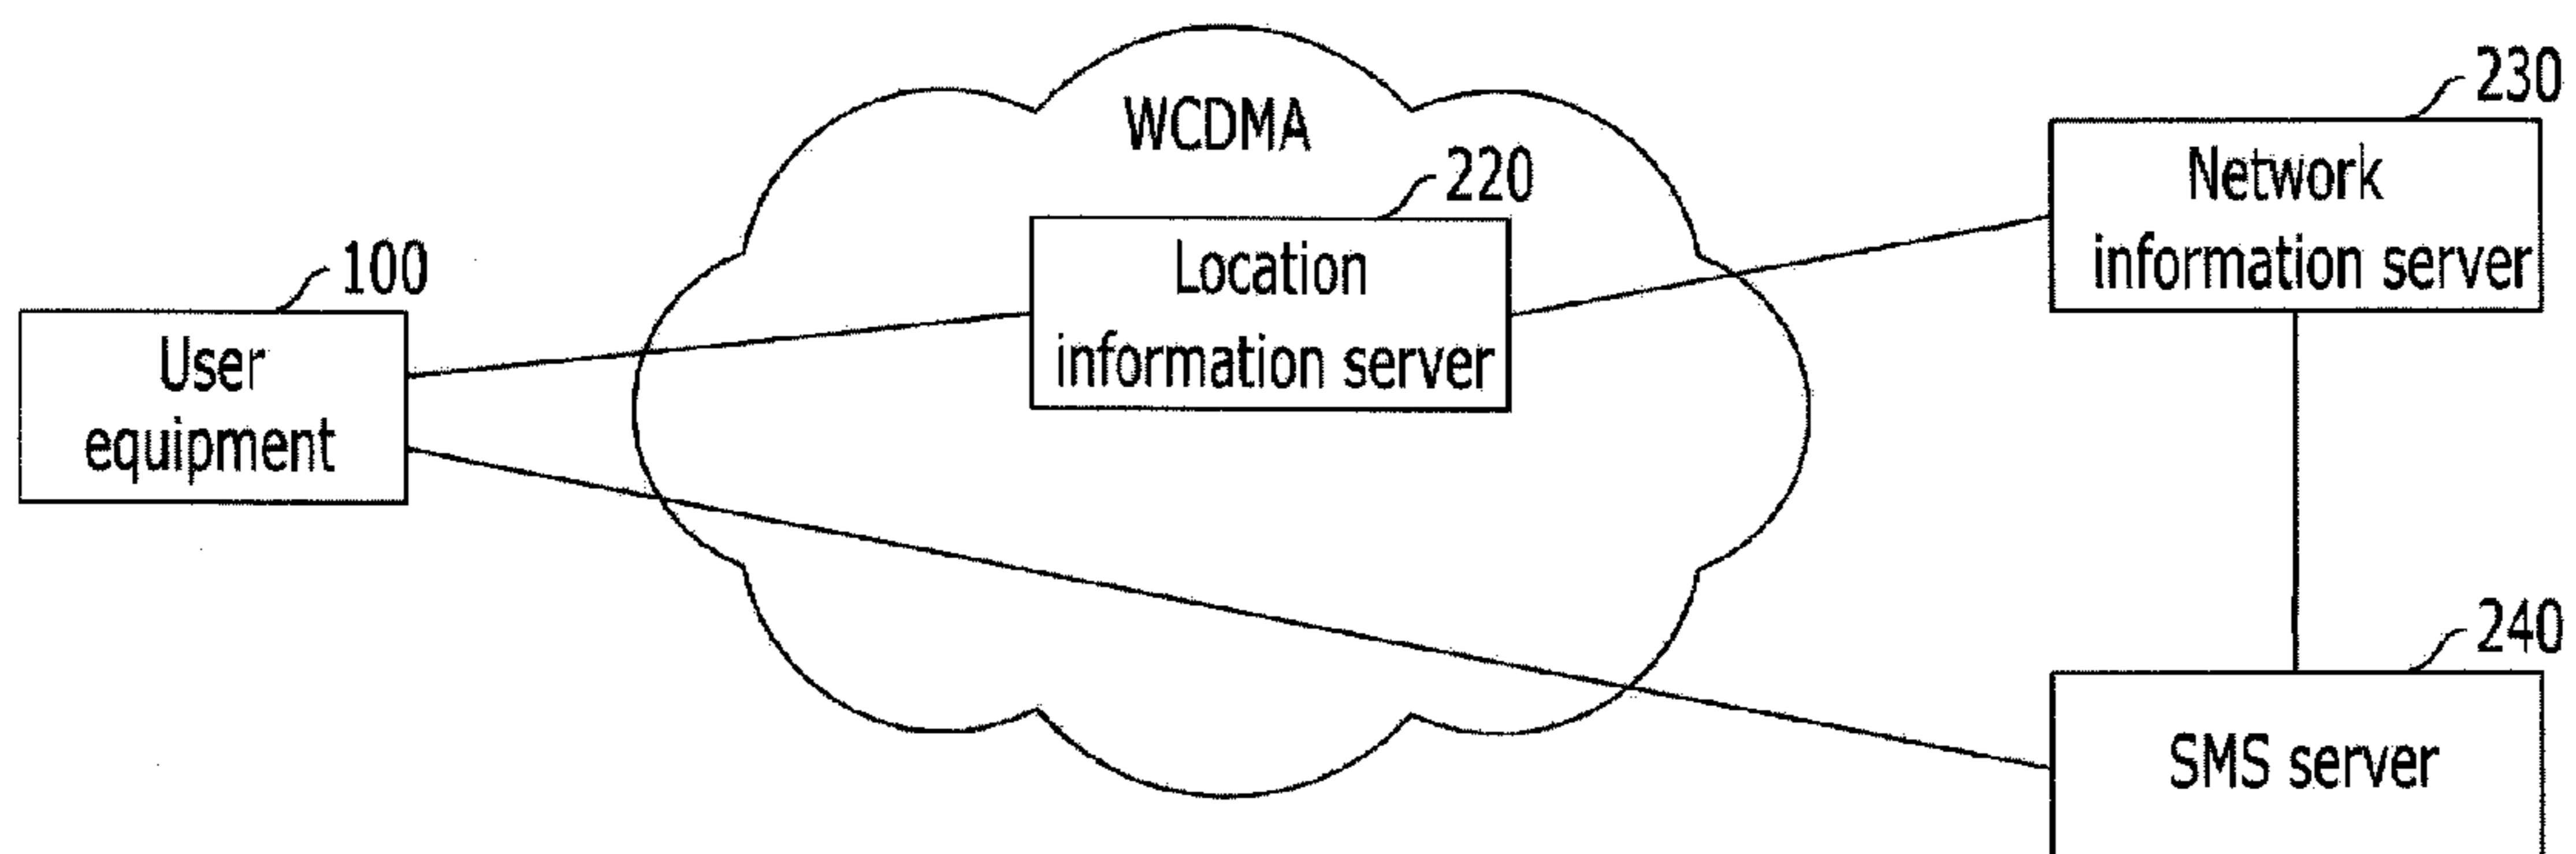 WCDMA
230
Network
information server
220
Location
information server
100
User
equipment
240
SMS server